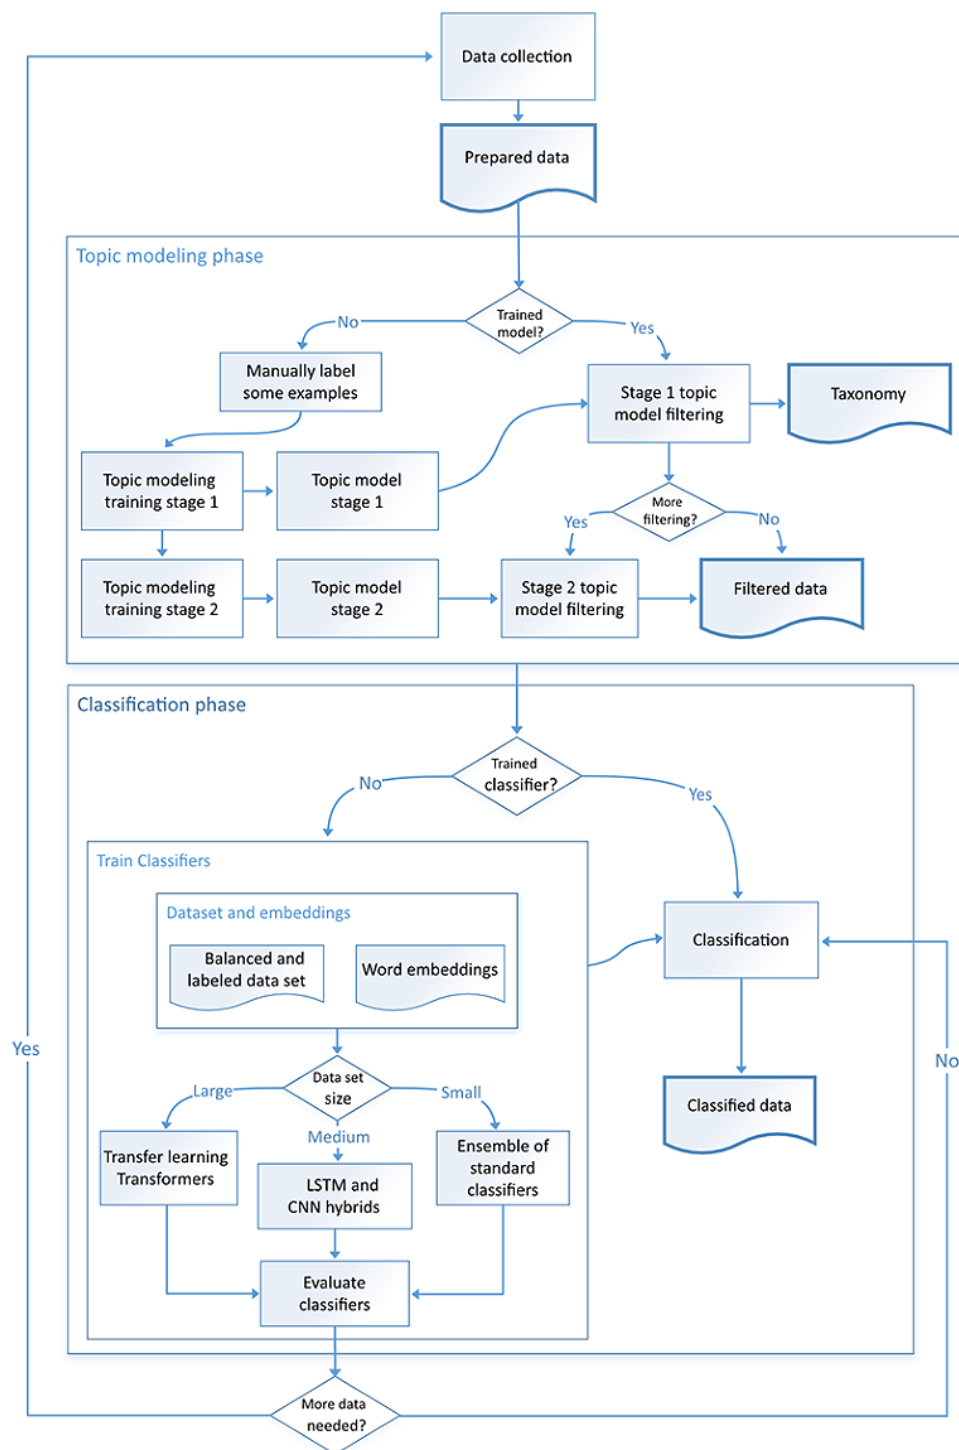 Data collection
Prepared data
Topic modeling phase
Trained
model?
No
Yes
Manually label
some examples
Stage 1 topic
model filtering
Taxonomy
Topic modeling
training stage 1
Topic model
stage 1
More
filtering?
Yes
No
Topic modeling
training stage 2
Topic model
stage 2
Stage 2 topic
model filtering
Filtered data
Classification phase
Trained
classifier?
No
Yes
Train Classifiers
Dataset and embeddings
Balanced and
labeled data set
Word embeddings
Classification
Data set
size
Large
Medium
Small
Transfer learning
Transformers
LSTM and
CNN hybrids
Ensemble of
standard
classifiers
Classified data
Evaluate
classifiers
Yes
No
More data
needed?